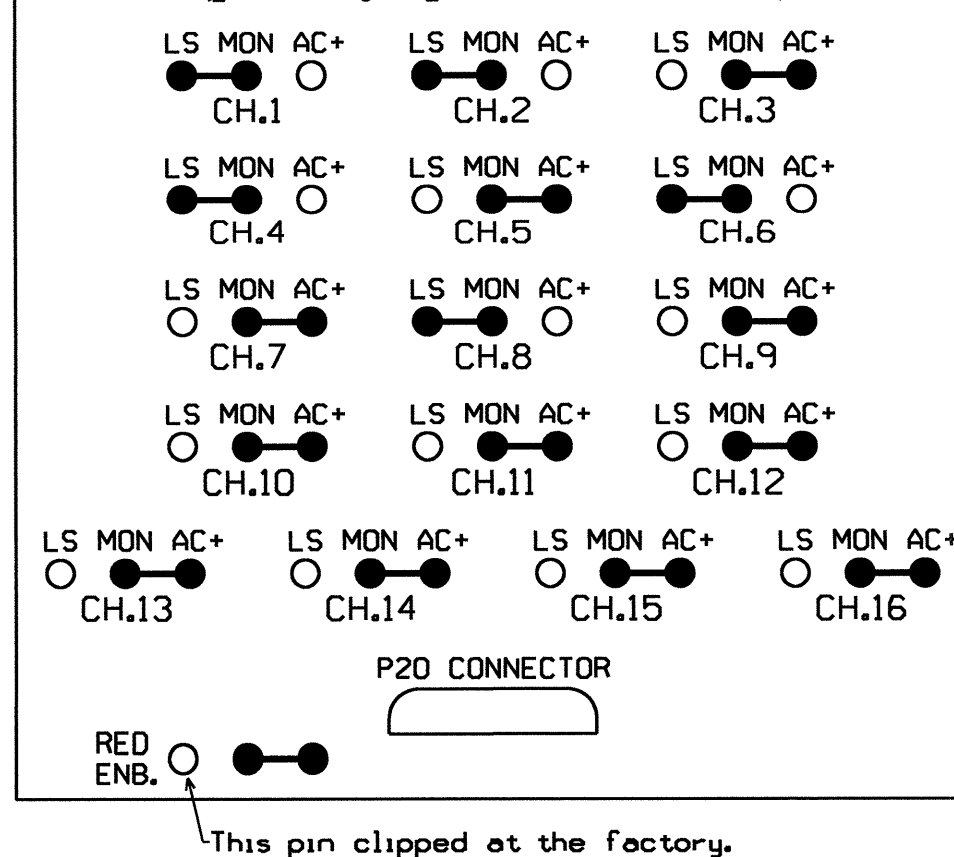 LS MON AC+ LS MON AC+ LS MON AC+
CH.1 CH.2 CH.3
LS MON AC+ LS MON AC+ LS MON AC+
CH.4 CH.5 CH.6
LS MON AC+ LS MON AC+ LS MON AC+
CH.7 CH.8 CH.9
LS MON AC+ LS MON AC+ LS MON AC+
CH.10 CH.11 CH.12
LS MON AC+ LS MON AC+ LS MON AC+ LS MON AC+
CH.13 CH.14 CH.15 CH.16
P20 CONNECTOR
RED
ENB.
This pin clipped at the factory.